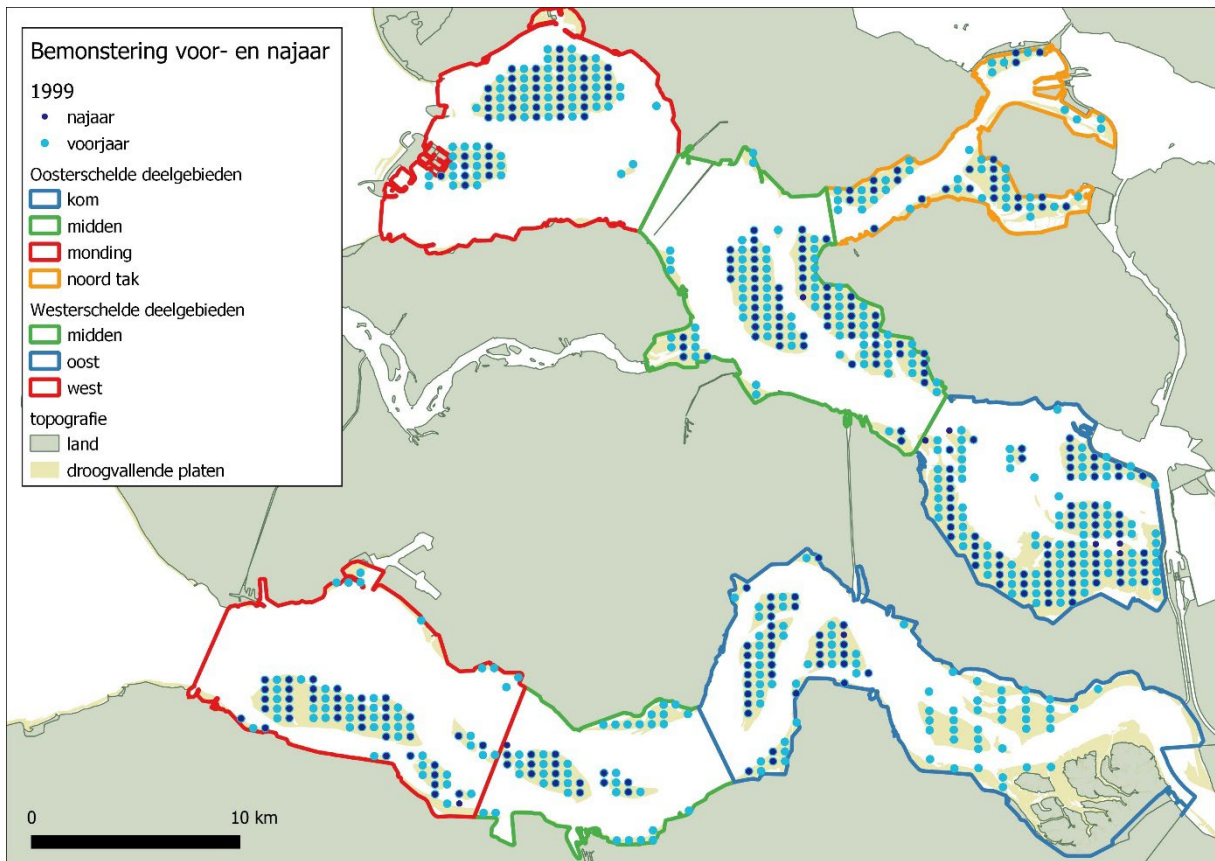 Bemonstering voor- en najaar
1999
najaar
voorjaar
Oosterschelde deelgebieden
kom
midden
monding
noord tak
Westerschelde deelgebieden
midden
oost
west
topografie
land
droogvallende platen
0 10 km